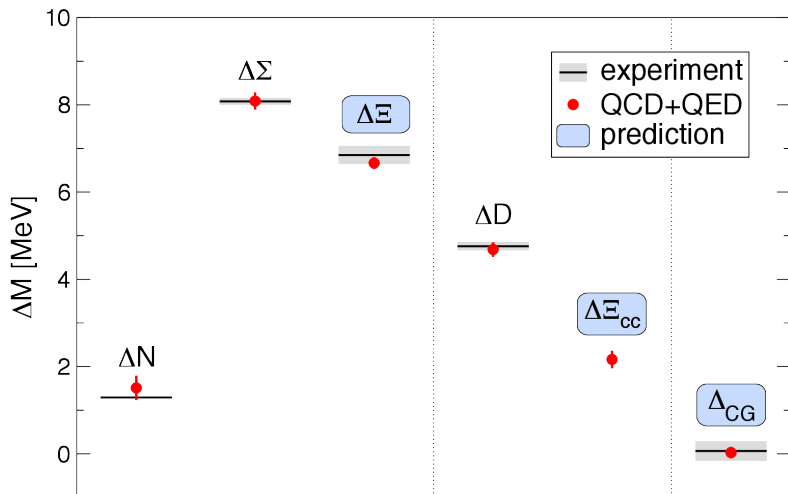 10
8
6
4
2
0
ΔM [MeV]
ΔN
ΔΣ
ΔΞ
ΔD
ΔΞcc
ΔCG
experiment
QCD+QED
prediction